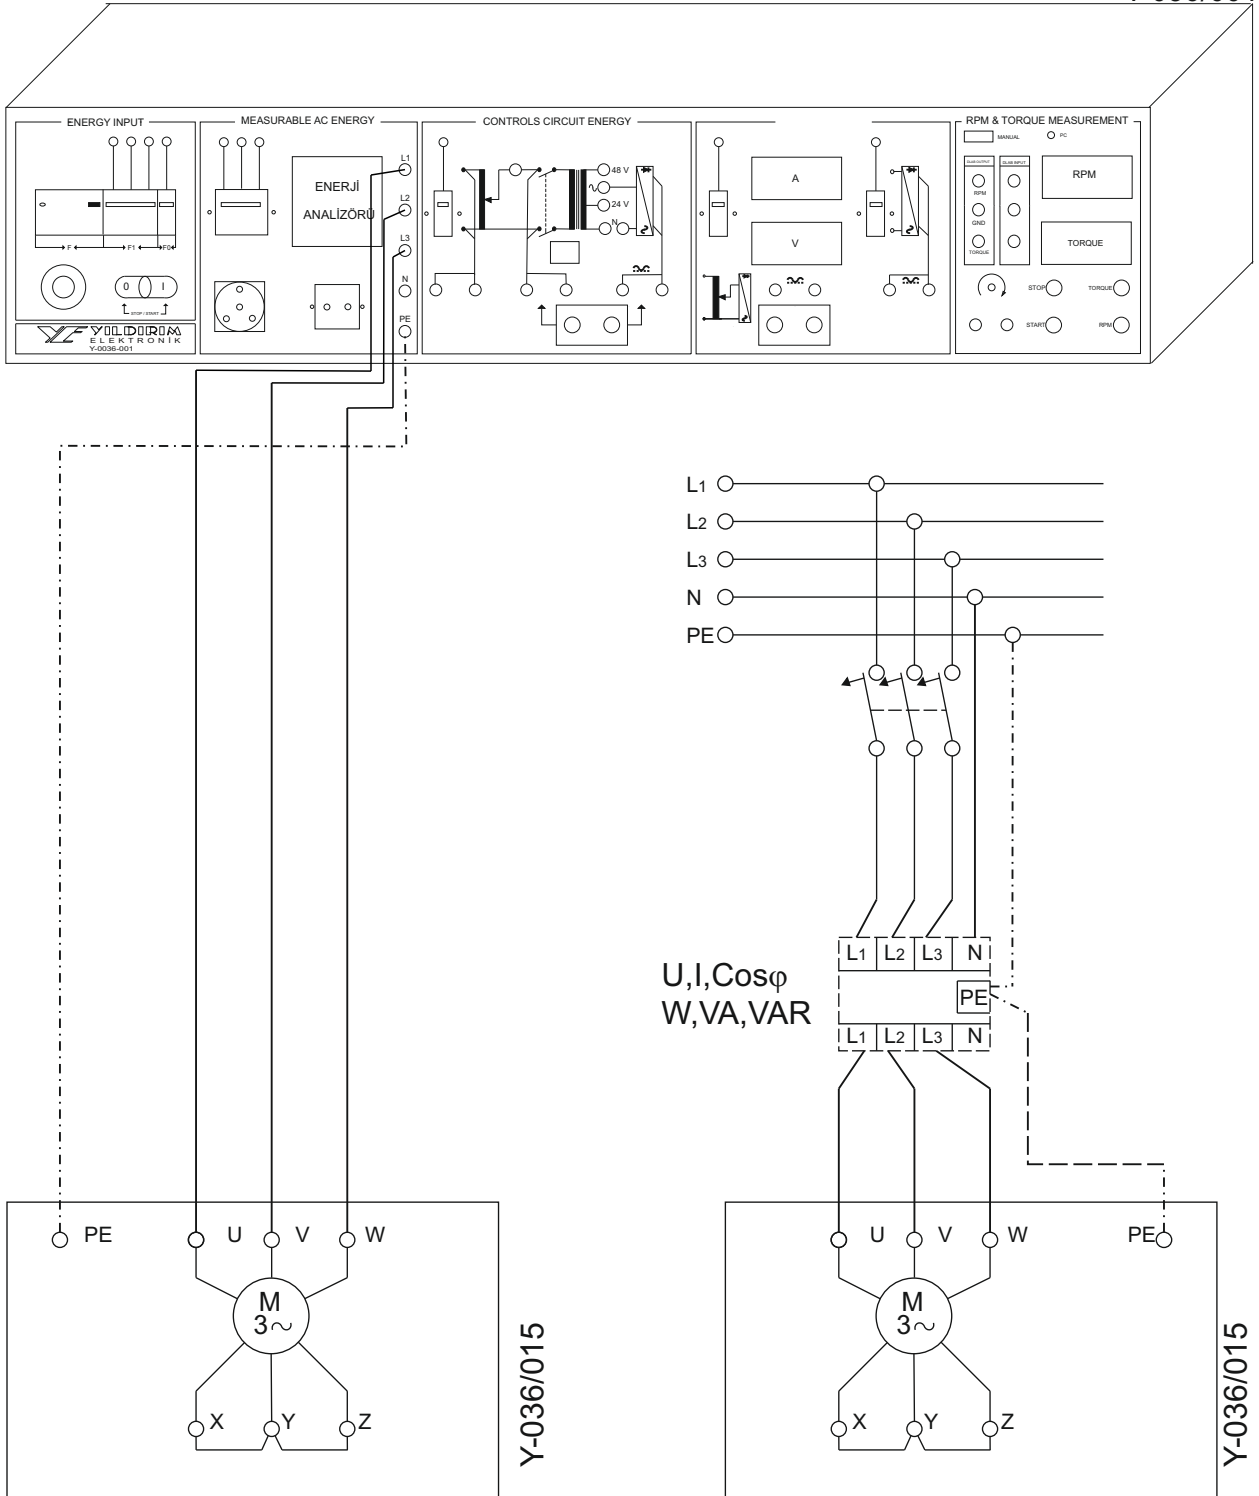 ENERGY INPUT
MEASURABLE AC ENERGY
CONTROLS CIRCUIT ENERGY
RPM & TORQUE MEASUREMENT
MANUAL
PC
ENERJİ
ANALİZÖRÜ
L1
L2
L3
N
PE
48 V
24 V
N
A
V
RPM
GND
TORQUE
RPM
TORQUE
STOP
TORQUE
START
RPM
F
F1
F0
0
I
STOP / START
YILDIRIM
ELEKTRONİK
Y-0036-001
L1
L2
L3
N
PE
L1 L2 L3 N
U,I,Cosφ
W,VA,VAR
PE
L1 L2 L3 N
PE U V W
M
3~
X Y Z
Y-036/015
U V W PE
M
3~
X Y Z
Y-036/015